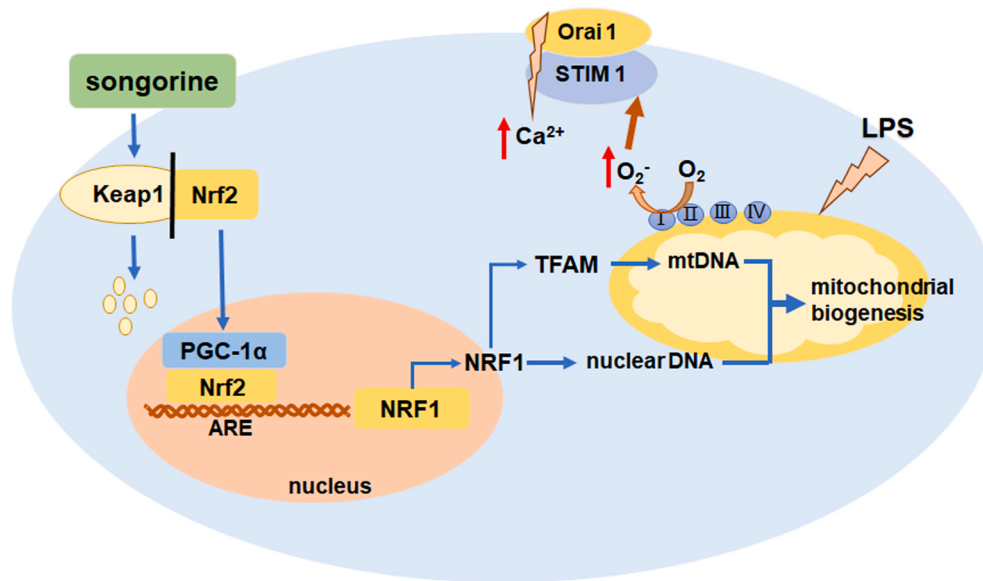 Orai 1
STIM 1
songorine
Ca²⁺
LPS
O₂⁻
O₂
Keap1
Nrf2
Ⅰ
Ⅱ
Ⅲ
Ⅳ
TFAM
mtDNA
mitochondrial
biogenesis
PGC-1α
NRF1
nuclear DNA
Nrf2
NRF1
ARE
nucleus